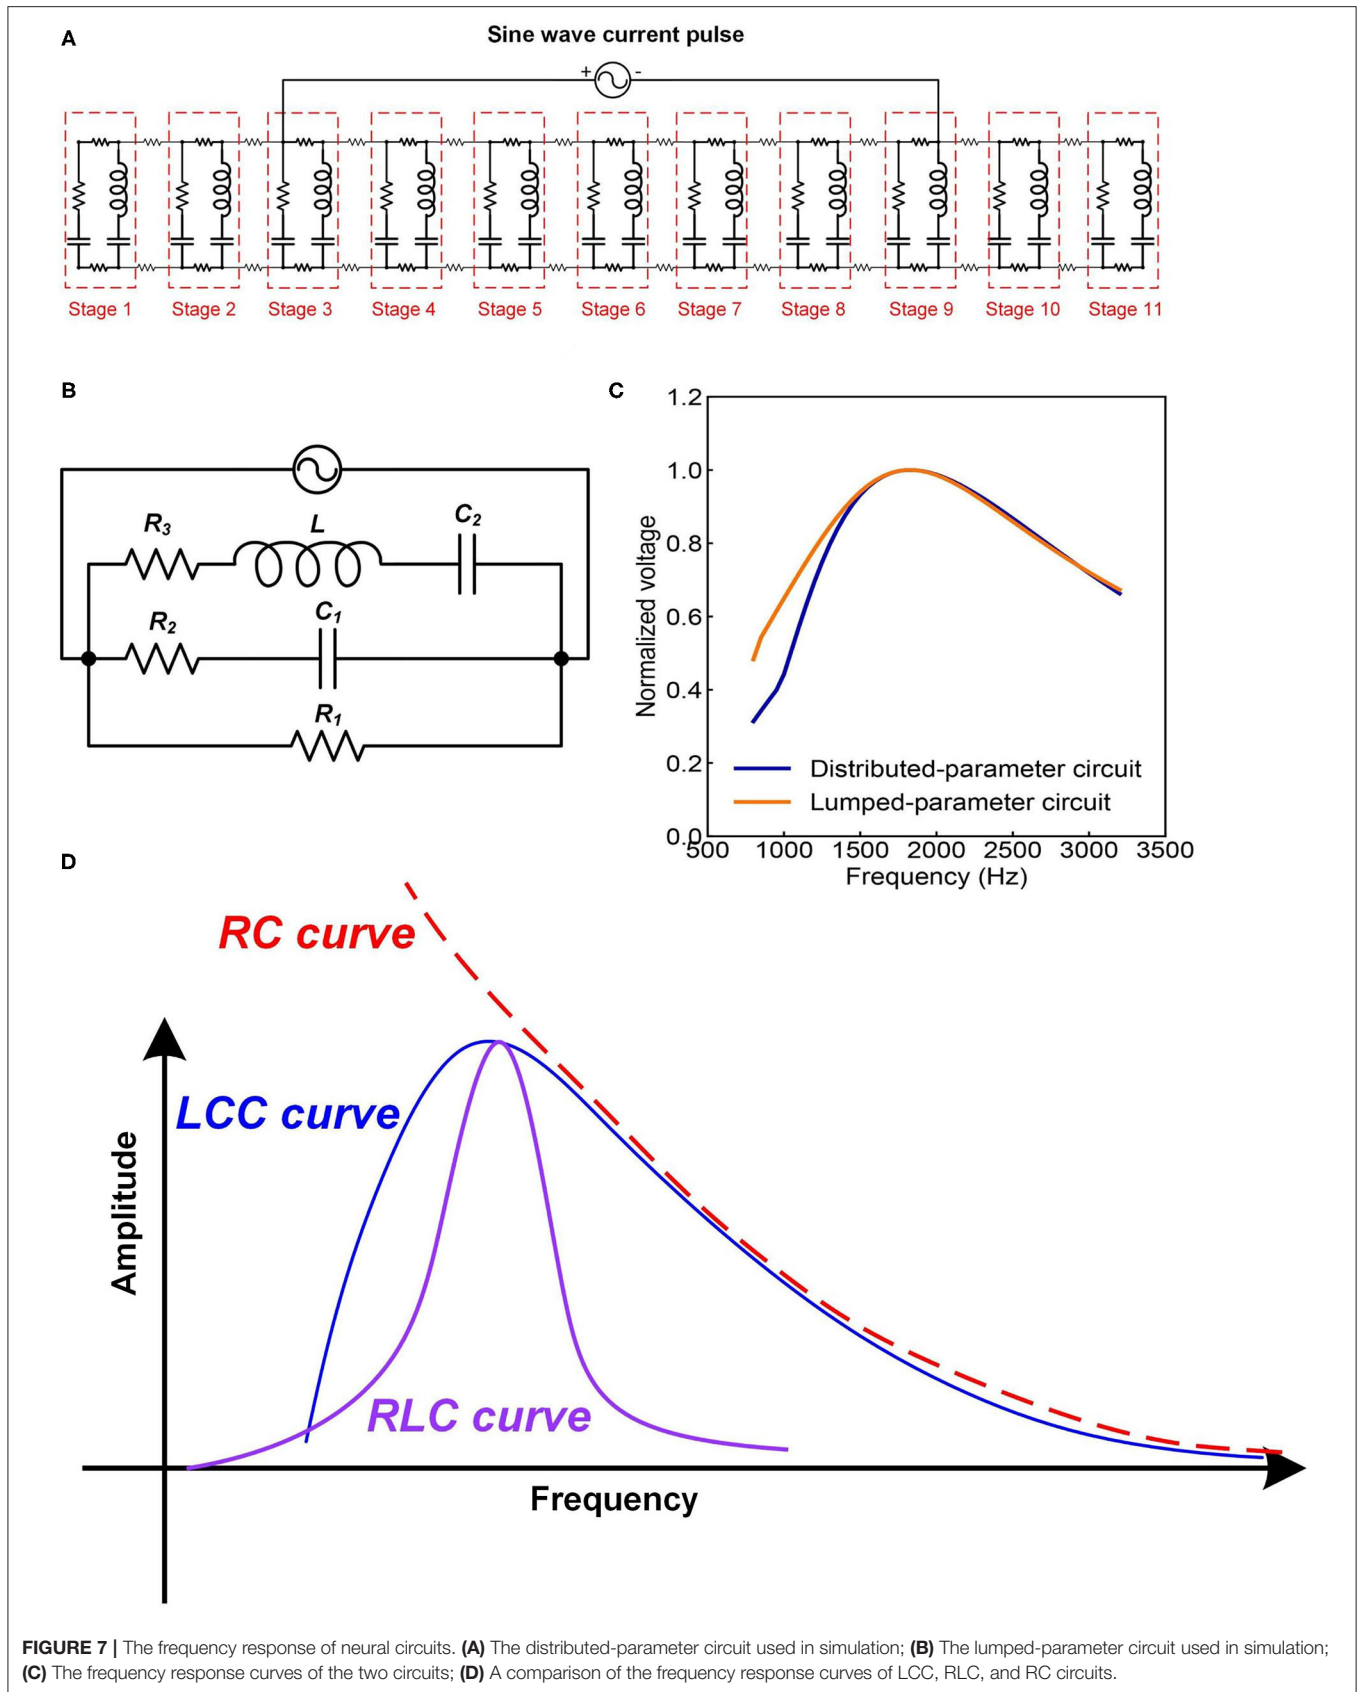 A
Sine wave current pulse
+ -
Stage 1 Stage 2 Stage 3 Stage 4 Stage 5 Stage 6 Stage 7 Stage 8 Stage 9 Stage 10 Stage 11
B
R3 L C2
R2 C1
R1
C
1.2
1.0
0.8
0.6
0.4
0.2
0.0
Normalized voltage
Distributed-parameter circuit
Lumped-parameter circuit
500 1000 1500 2000 2500 3000 3500
Frequency (Hz)
D
RC curve
LCC curve
RLC curve
Amplitude
Frequency
FIGURE 7 | The frequency response of neural circuits. (A) The distributed-parameter circuit used in simulation; (B) The lumped-parameter circuit used in simulation;
(C) The frequency response curves of the two circuits; (D) A comparison of the frequency response curves of LCC, RLC, and RC circuits.